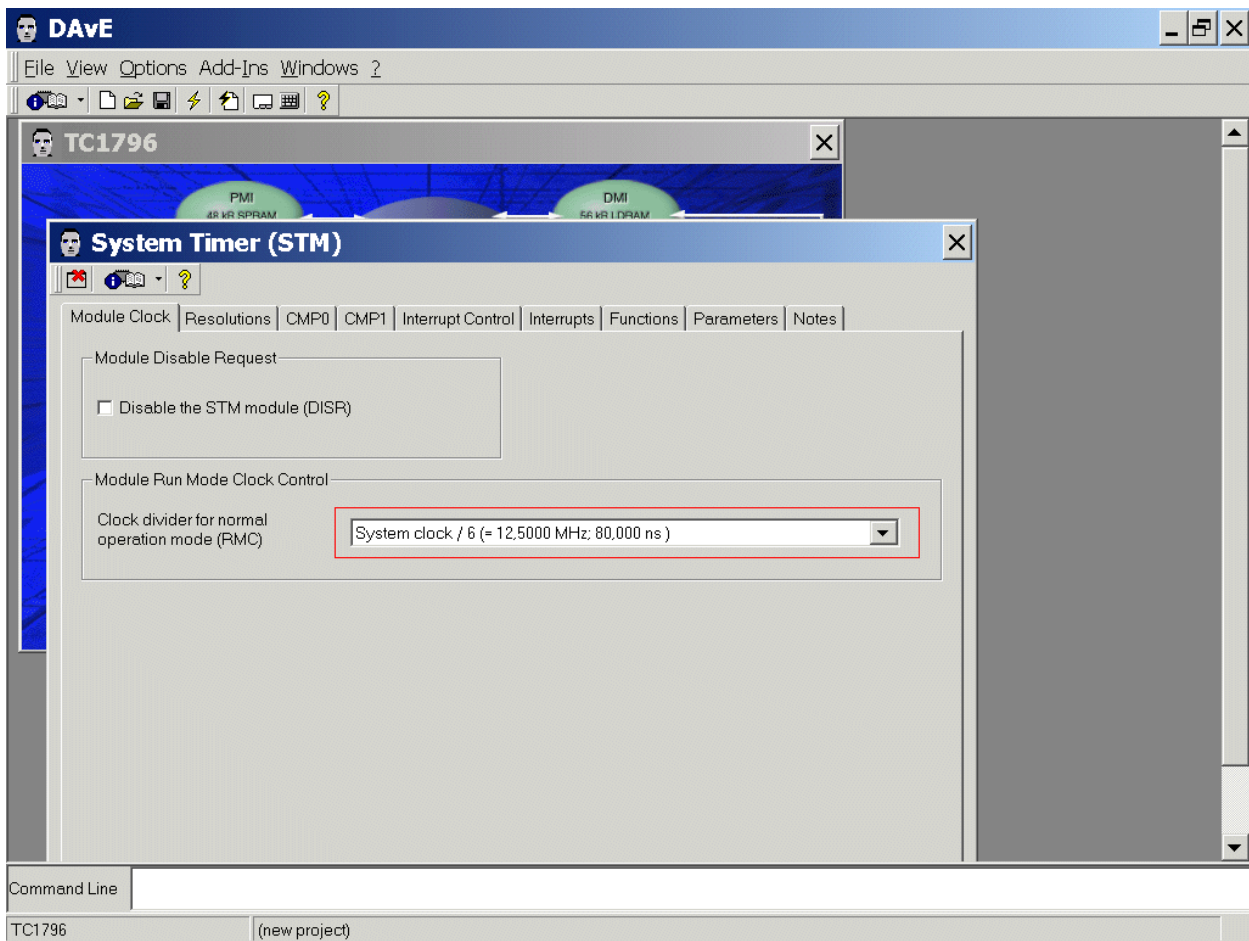 DAvE
File View Options Add-Ins Windows ?
TC1796
PMI
48 kB SPRAM
DMI
56 kB LDRAM
System Timer (STM)
Module Clock Resolutions CMP0 CMP1 Interrupt Control Interrupts Functions Parameters Notes
Module Disable Request
Disable the STM module (DISR)
Module Run Mode Clock Control
Clock divider for normal
operation mode (RMC)
System clock / 6 (= 12,5000 MHz; 80,000 ns )
Command Line
TC1796 (new project)